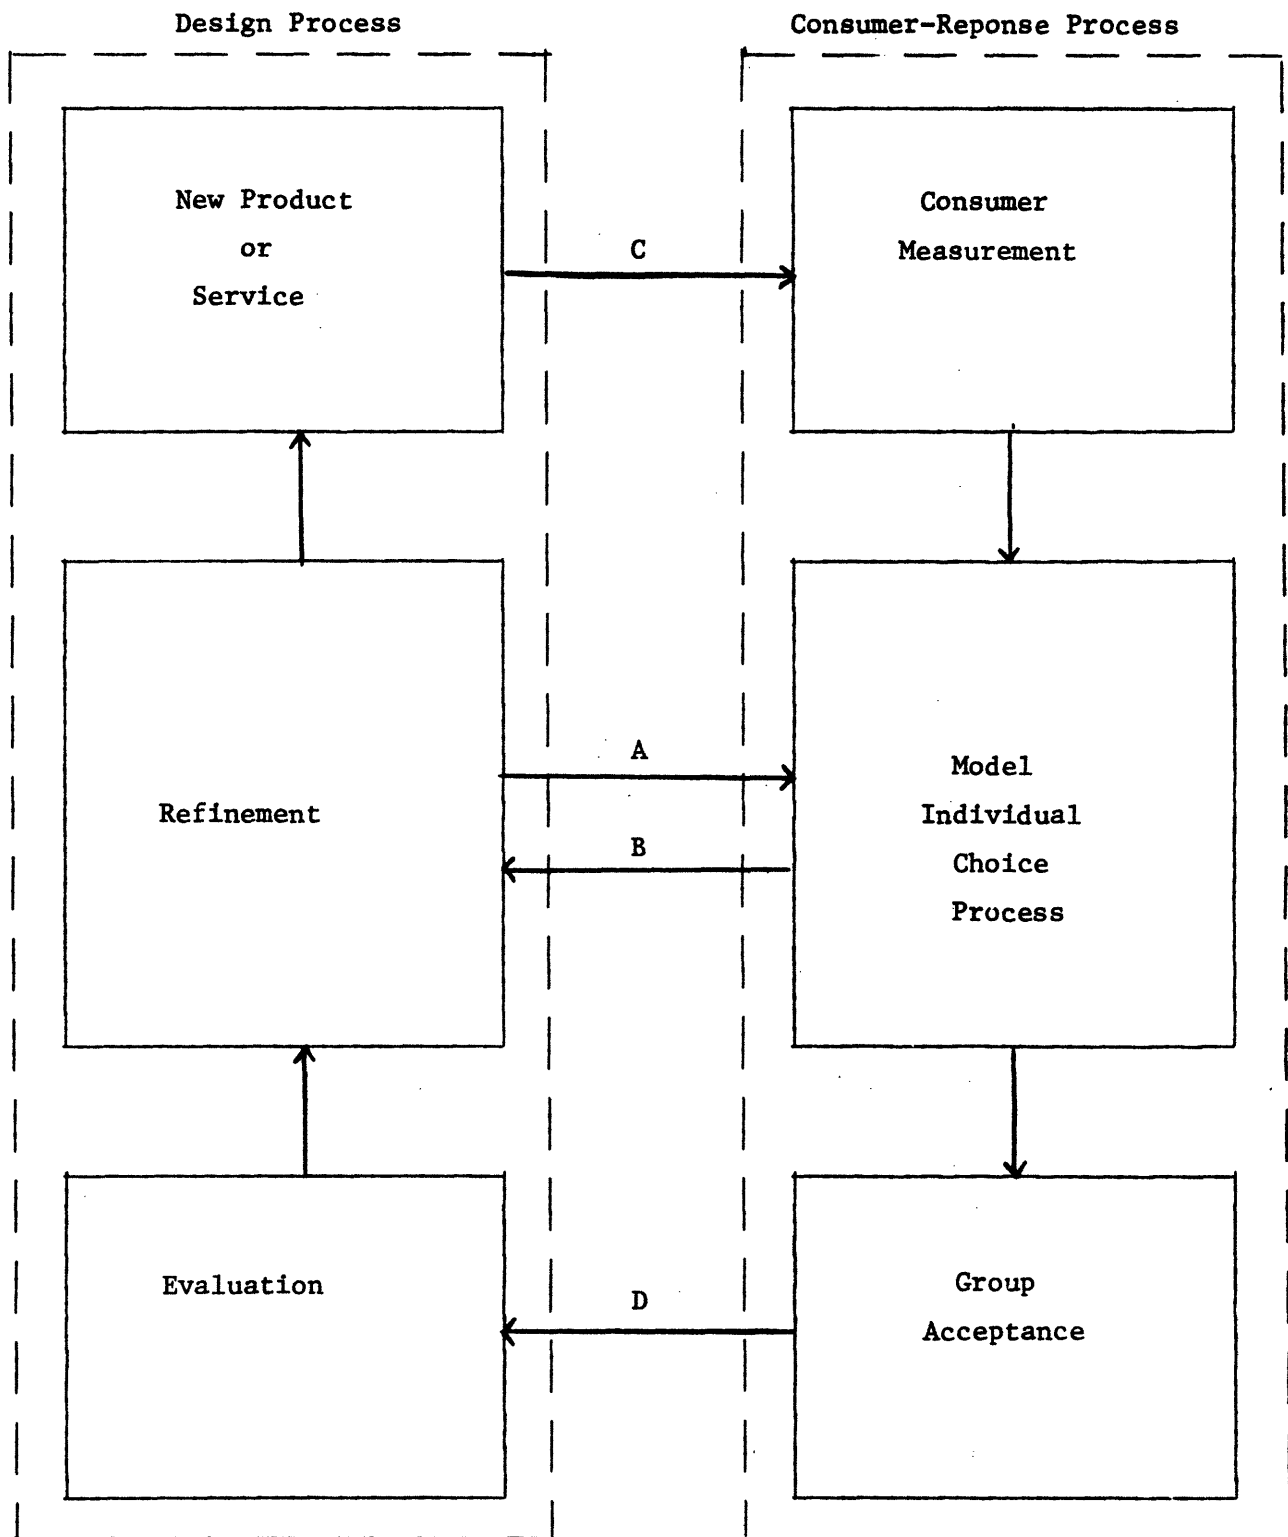 Design Process
Consumer-Reponse Process
New Product
or
Service
C
Consumer
Measurement
Refinement
A
B
Model
Individual
Choice
Process
Evaluation
D
Group
Acceptance